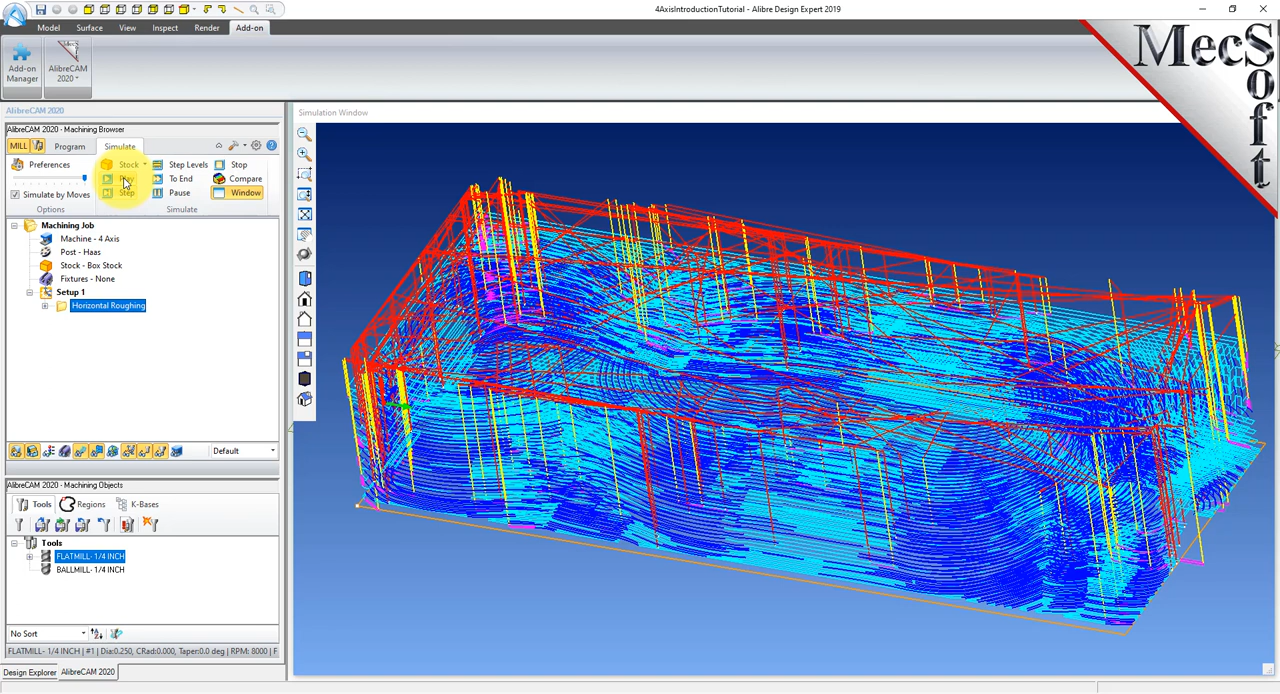 4AxisIntroductionTutorial - Alibre Design Expert 2019
Model Surface View Inspect Render Add-on
Add-on Manager
AlibreCAM 2020
MecSoft
AlibreCAM 2020
AlibreCAM 2020 - Machining Browser
MILL Program Simulate
Preferences
Simulate by Moves
Options
Stock Step Levels Stop
Play To End Compare
Step Pause Window
Simulate
Machining Job
Machine - 4 Axis
Post - Haas
Stock - Box Stock
Fixtures - None
Setup 1
Horizontal Roughing
Default
AlibreCAM 2020 - Machining Objects
Tools Regions K-Bases
Tools
FLATMILL- 1/4 INCH
BALLMILL- 1/4 INCH
No Sort
FLATMILL- 1/4 INCH | #1 | Dia:0.250, CRad:0.000, Taper:0.0 deg | RPM: 8000 | F
Design Explorer AlibreCAM 2020
Simulation Window